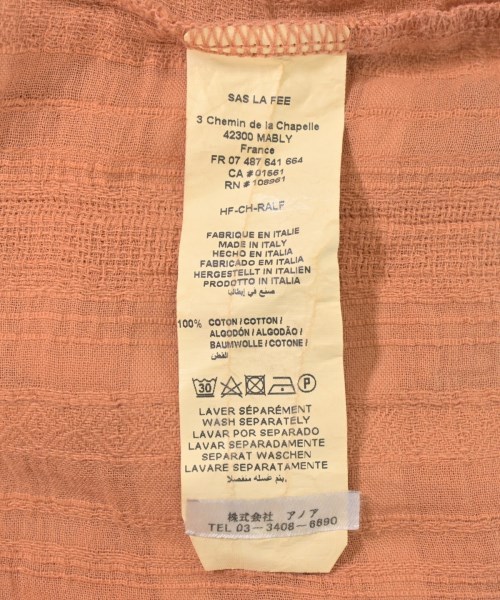 SAS LA FEE
3 Chemin de la Chapelle
42300 MABLY
France
FR 07 487 641 664
CA # 01561
RN # 108961
HF-CH-RALF
FABRIQUE EN ITALIE
MADE IN ITALY
HECHO EN ITALIA
FABRICADO EM ITALIA
HERGESTELLT IN ITALIEN
PRODOTTO IN ITALIA
صنع في إيطاليا
100% COTON / COTTON /
ALGODÓN / ALGODÃO /
BAUMWOLLE / COTONE /
القطن
30 P
LAVER SÉPARÉMENT
WASH SEPARATELY
LAVAR POR SEPARADO
LAVAR SEPARADAMENTE
SEPARAT WASCHEN
LAVARE SEPARATAMENTE
يتم غسله منفصلا.
株式会社 アノア
TEL 03-3408-6690